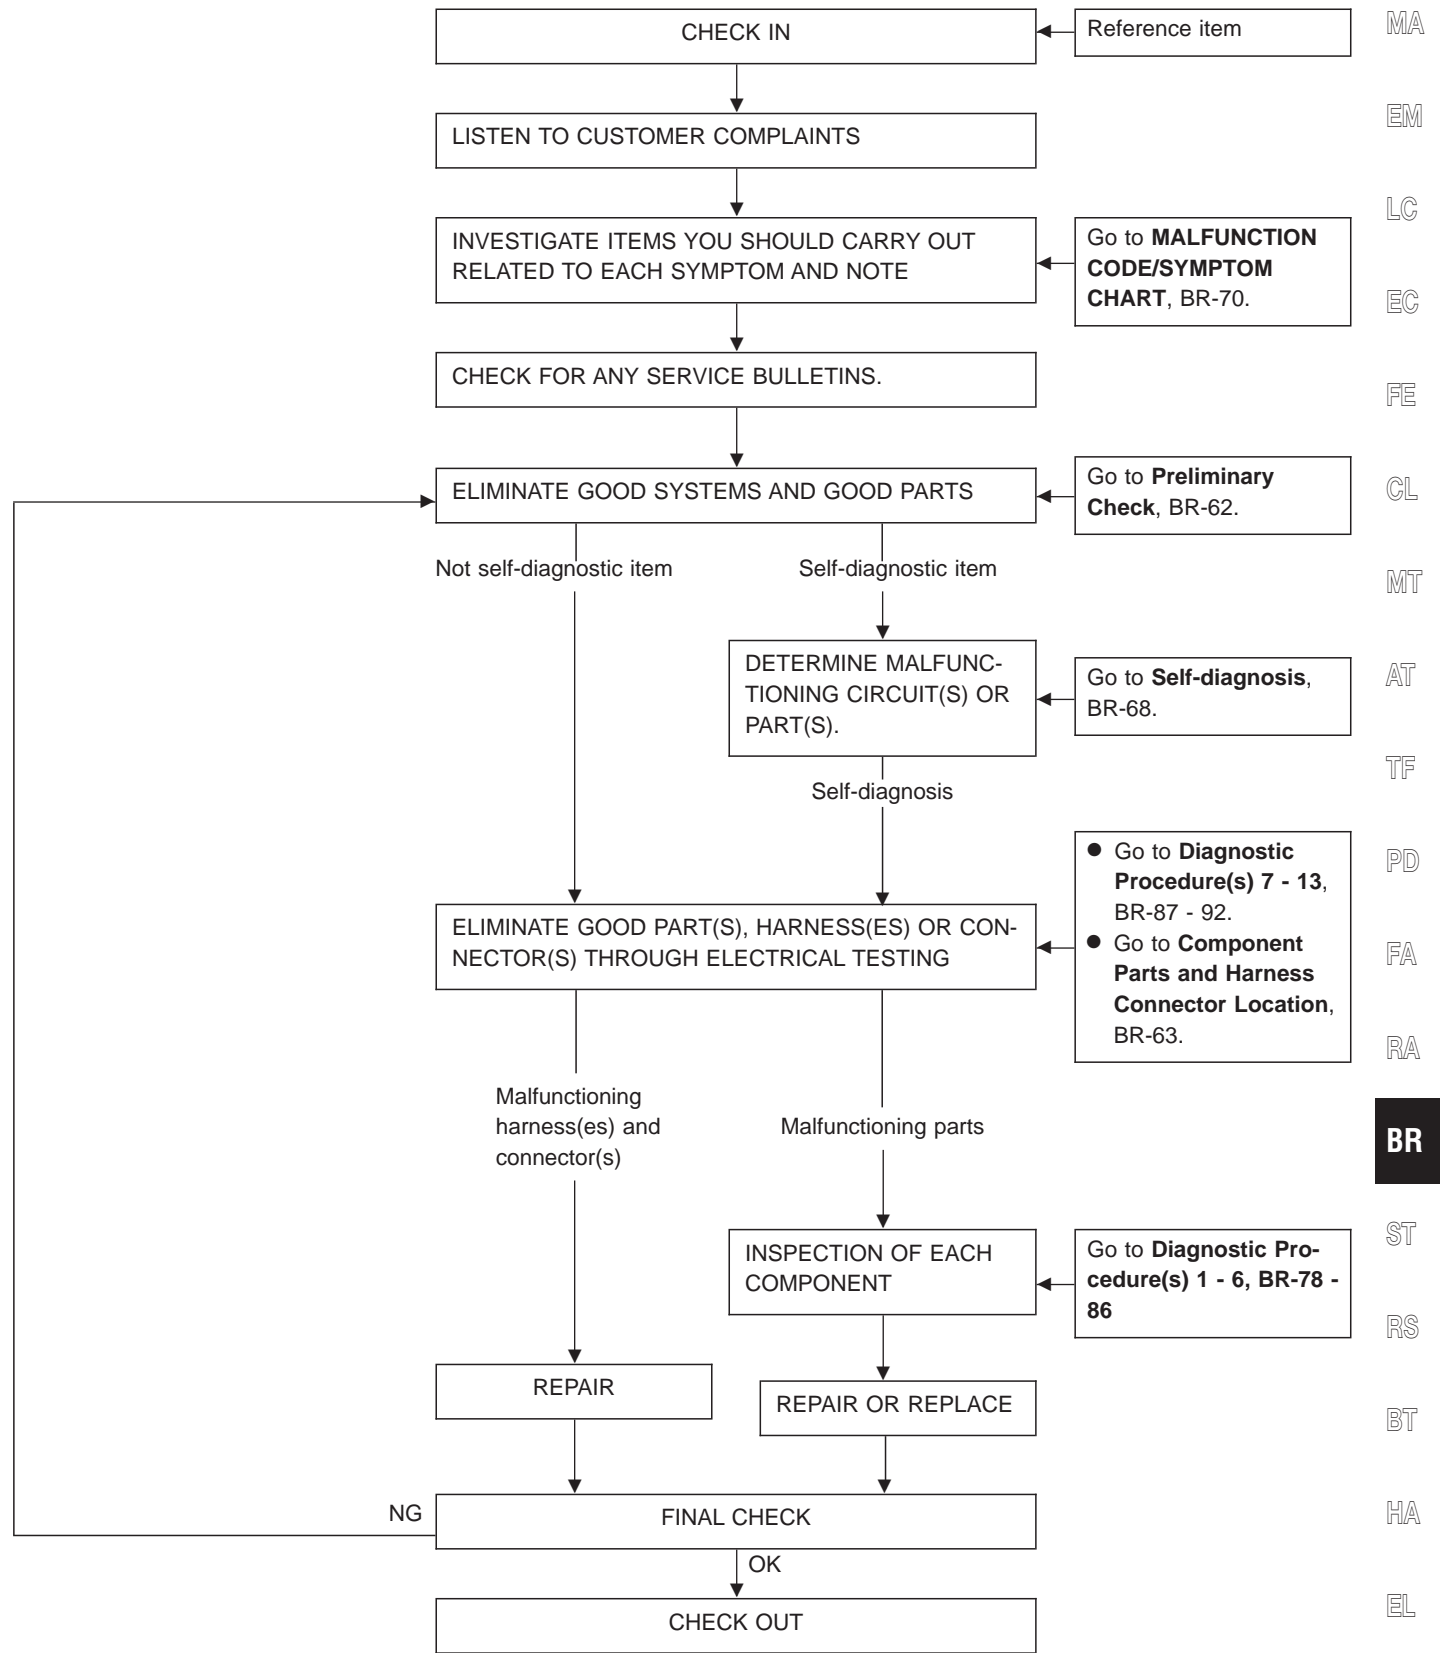 CHECK IN
Reference item
LISTEN TO CUSTOMER COMPLAINTS
INVESTIGATE ITEMS YOU SHOULD CARRY OUT
RELATED TO EACH SYMPTOM AND NOTE
Go to MALFUNCTION
CODE/SYMPTOM
CHART, BR-70.
CHECK FOR ANY SERVICE BULLETINS.
ELIMINATE GOOD SYSTEMS AND GOOD PARTS
Go to Preliminary
Check, BR-62.
Not self-diagnostic item
Self-diagnostic item
DETERMINE MALFUNC-
TIONING CIRCUIT(S) OR
PART(S).
Go to Self-diagnosis,
BR-68.
Self-diagnosis
ELIMINATE GOOD PART(S), HARNESS(ES) OR CON-
NECTOR(S) THROUGH ELECTRICAL TESTING
● Go to Diagnostic
Procedure(s) 7 - 13,
BR-87 - 92.
● Go to Component
Parts and Harness
Connector Location,
BR-63.
Malfunctioning
harness(es) and
connector(s)
Malfunctioning parts
INSPECTION OF EACH
COMPONENT
Go to Diagnostic Pro-
cedure(s) 1 - 6, BR-78 -
86
REPAIR
REPAIR OR REPLACE
NG
FINAL CHECK
OK
CHECK OUT
MA
EM
LC
EC
FE
CL
MT
AT
TF
PD
FA
RA
BR
ST
RS
BT
HA
EL